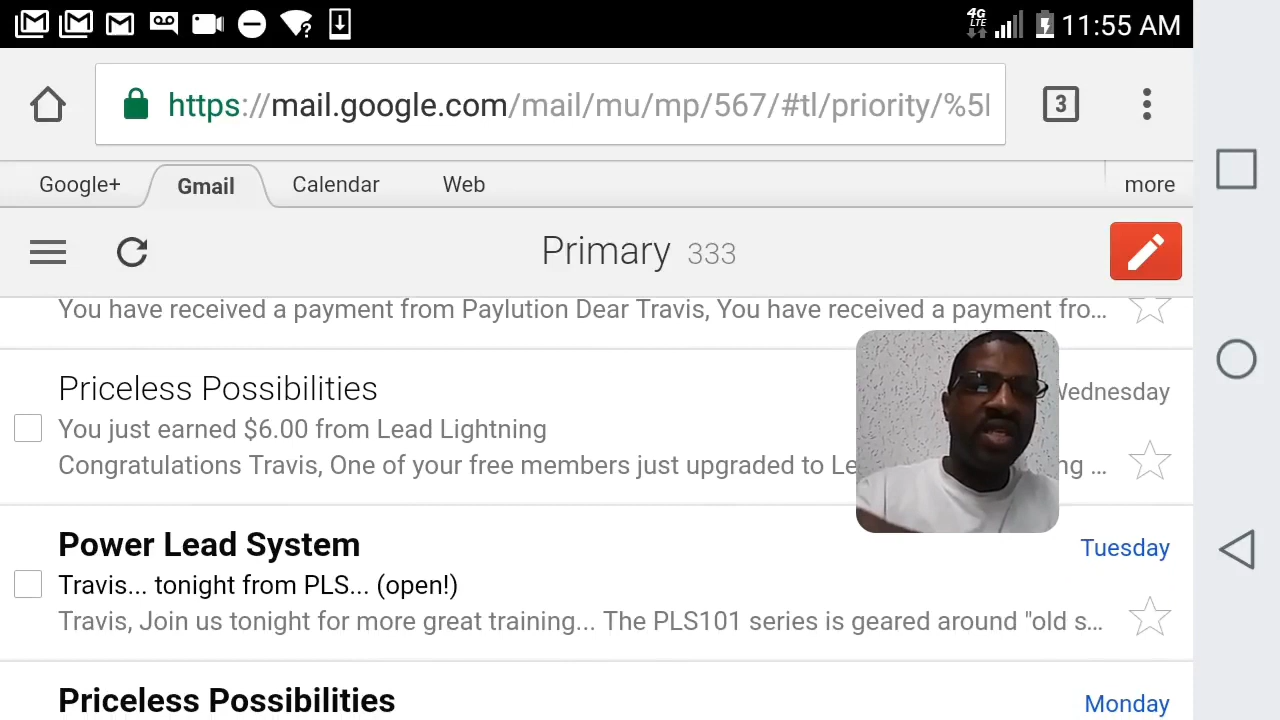 4G
LTE
11:55 AM
https://mail.google.com/mail/mu/mp/567/#tl/priority/%5
3
Google+
Gmail
Calendar
Web
more
Primary 333
You have received a payment from Paylution Dear Travis, You have received a payment fro...
Priceless Possibilities
Wednesday
You just earned $6.00 from Lead Lightning
Congratulations Travis, One of your free members just upgraded to ...
Power Lead System
Tuesday
Travis... tonight from PLS... (open!)
Travis, Join us tonight for more great training... The PLS101 series is geared around "old s...
Priceless Possibilities
Monday